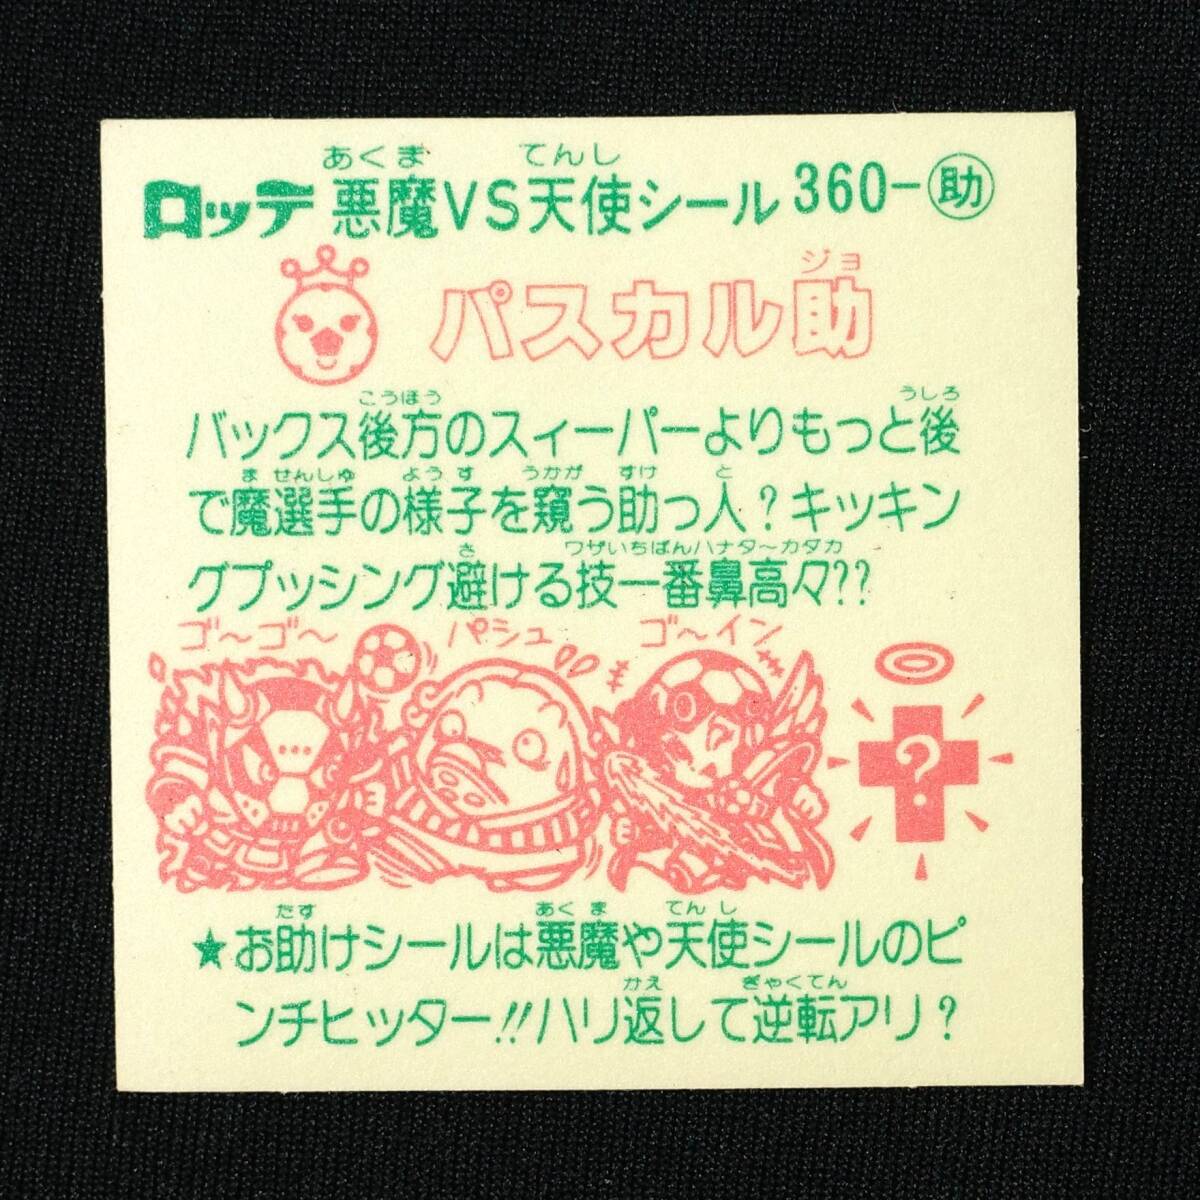 あくま てんし
ロッテ 悪魔VS天使シール 360-助
ジョ
パスカル助
こうほう うしろ
バックス後方のスィーパーよりもっと後
ま せんしゅ ようす うかが すけ と
で魔選手の様子を窺う助っ人?キッキン
さ ワザいちばんハナタ〜カダカ
グプッシング避ける技一番鼻高々??
ゴ〜ゴ〜 パシュ ゴ〜イン
?
たす あくま てんし
★お助けシールは悪魔や天使シールのピ
かえ ぎゃくてん
ンチヒッター!!ハリ返して逆転アリ?